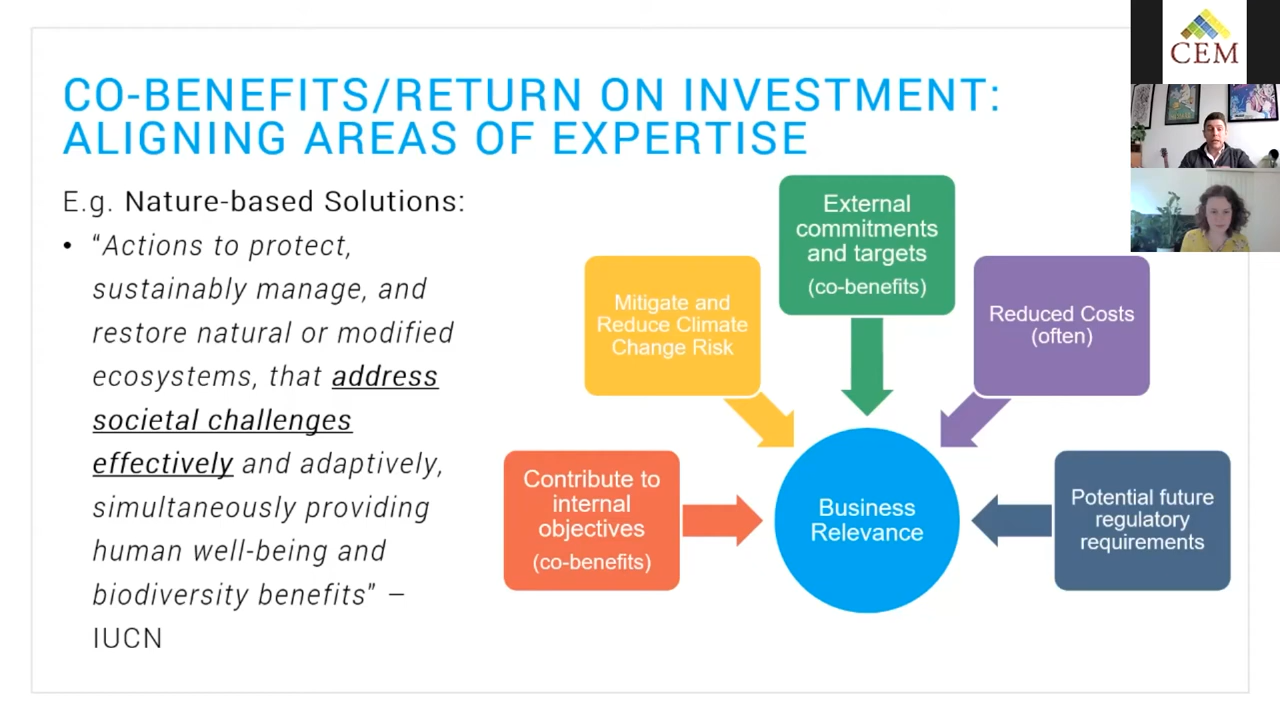 CO-BENEFITS/RETURN ON INVESTMENT:
ALIGNING AREAS OF EXPERTISE
E.g. Nature-based Solutions:
• “Actions to protect,
sustainably manage, and
restore natural or modified
ecosystems, that address
societal challenges
effectively and adaptively,
simultaneously providing
human well-being and
biodiversity benefits” –
IUCN
Contribute to
internal
objectives
(co-benefits)
Mitigate and
Reduce Climate
Change Risk
External
commitments
and targets
(co-benefits)
Reduced Costs
(often)
Potential future
regulatory
requirements
Business
Relevance
CEM